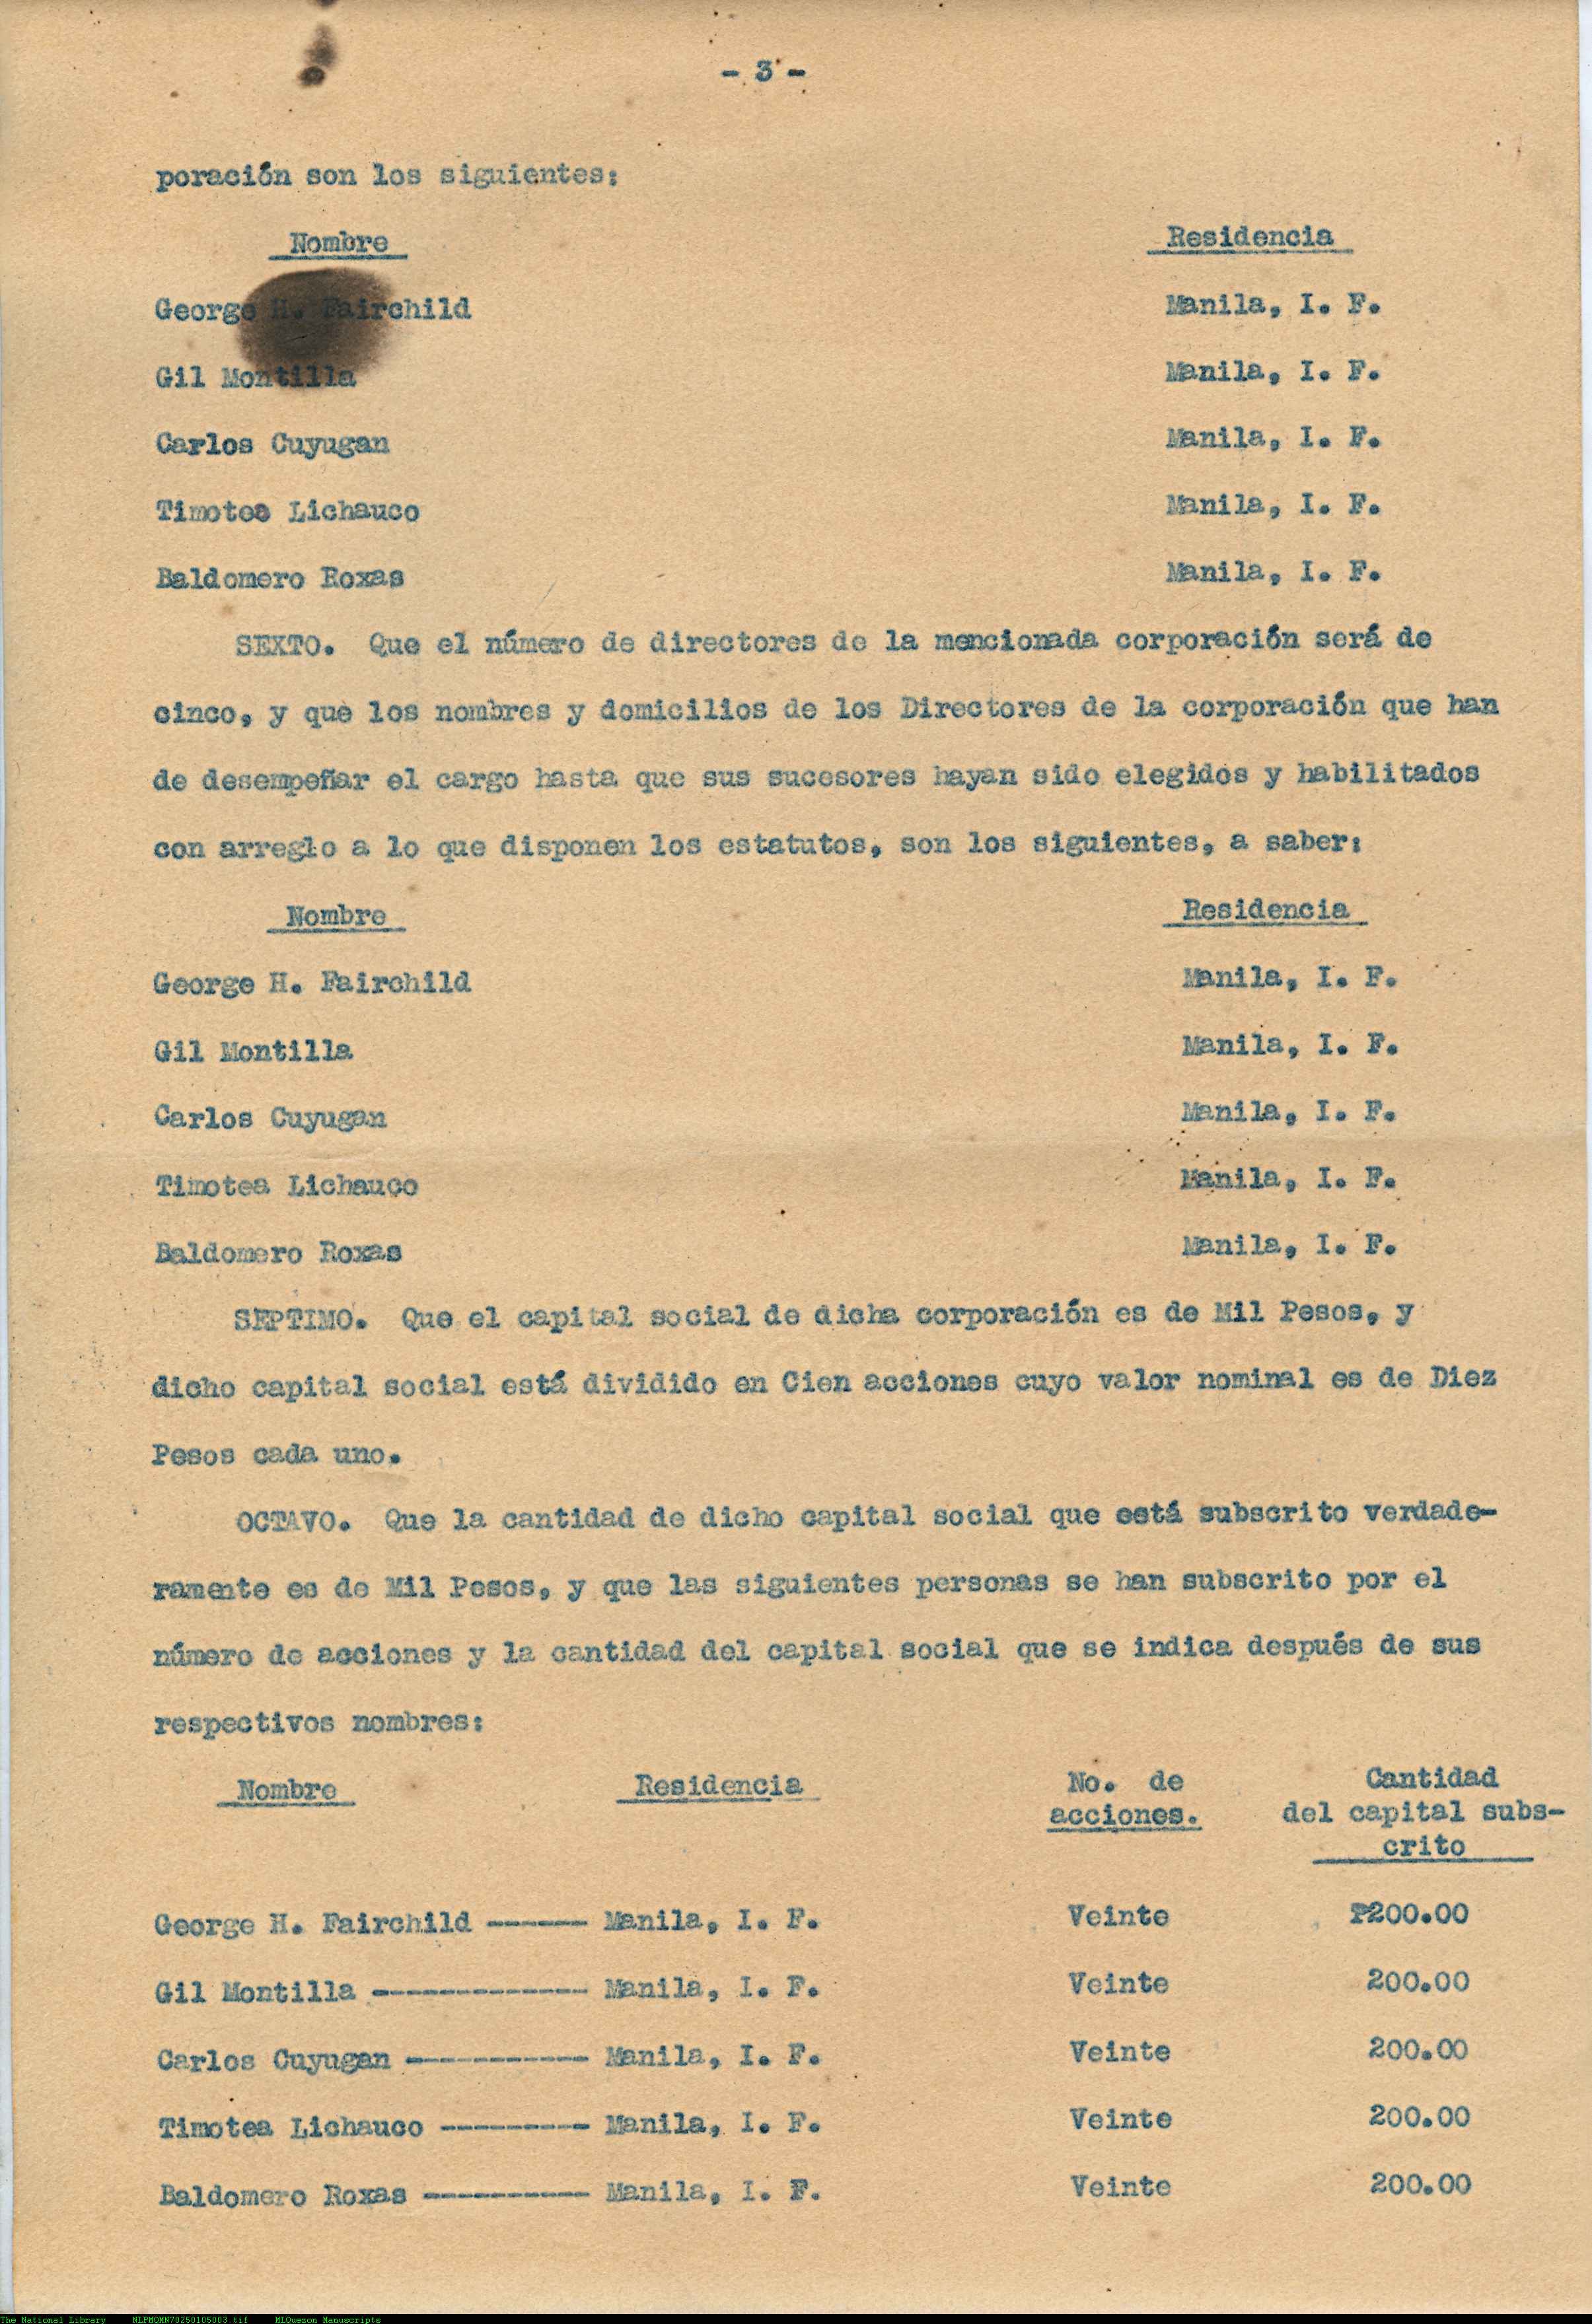 - 3 -
poración son los siguientes:
Nombre Residencia
George H. Fairchild Manila, I. F.
Gil Montilla Manila, I. F.
Carlos Cuyugan Manila, I. F.
Timotea Lichauco Manila, I. F.
Baldomero Roxas Manila, I. F.
SEXTO. Que el número de directores de la mencionada corporación será de
cinco, y que los nombres y domicilios de los Directores de la corporación que han
de desempeñar el cargo hasta que sus sucesores hayan sido elegidos y habilitados
con arreglo a lo que disponen los estatutos, son los siguientes, a saber:
Nombre Residencia
George H. Fairchild Manila, I. F.
Gil Montilla Manila, I. F.
Carlos Cuyugan Manila, I. F.
Timotea Lichauco Manila, I. F.
Baldomero Roxas Manila, I. F.
SEPTIMO. Que el capital social de dicha corporación es de Mil Pesos, y
dicho capital social está dividido en Cien acciones cuyo valor nominal es de Diez
Pesos cada uno.
OCTAVO. Que la cantidad de dicho capital social que está subscrito verdade-
ramente es de Mil Pesos, y que las siguientes personas se han subscrito por el
número de acciones y la cantidad del capital social que se indica después de sus
respectivos nombres:
Nombre Residencia No. de acciones. Cantidad del capital subs-
crito
George H. Fairchild ------ Manila, I. F. Veinte ₱200.00
Gil Montilla ------------- Manila, I. F. Veinte 200.00
Carlos Cuyugan ----------- Manila, I. F. Veinte 200.00
Timotea Lichauco --------- Manila, I. F. Veinte 200.00
Baldomero Roxas ---------- Manila, I. F. Veinte 200.00
The National Library NLPMQMN70250105003.tif MLQuezon Manuscripts